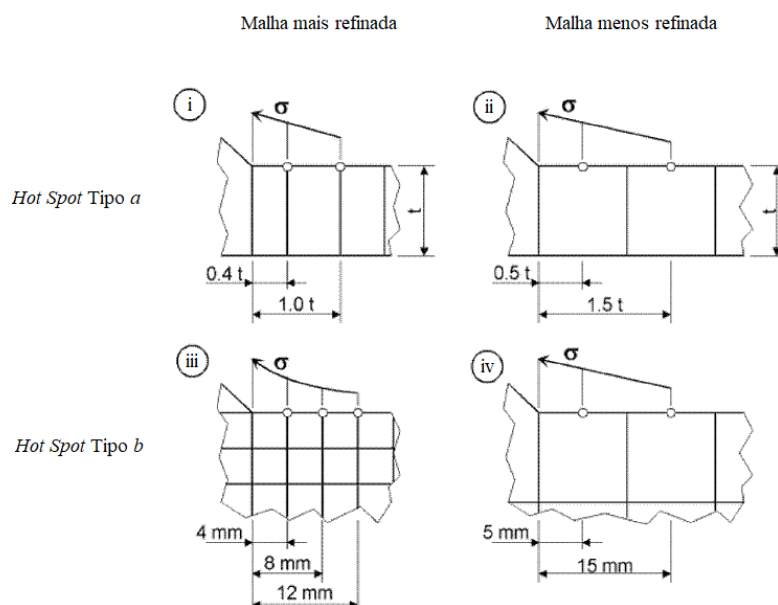 Malha mais refinada
Malha menos refinada
i
σ
t
0.4 t
1.0 t
ii
σ
t
0.5 t
1.5 t
Hot Spot Tipo a
iii
σ
4 mm
8 mm
12 mm
iv
σ
5 mm
15 mm
Hot Spot Tipo b